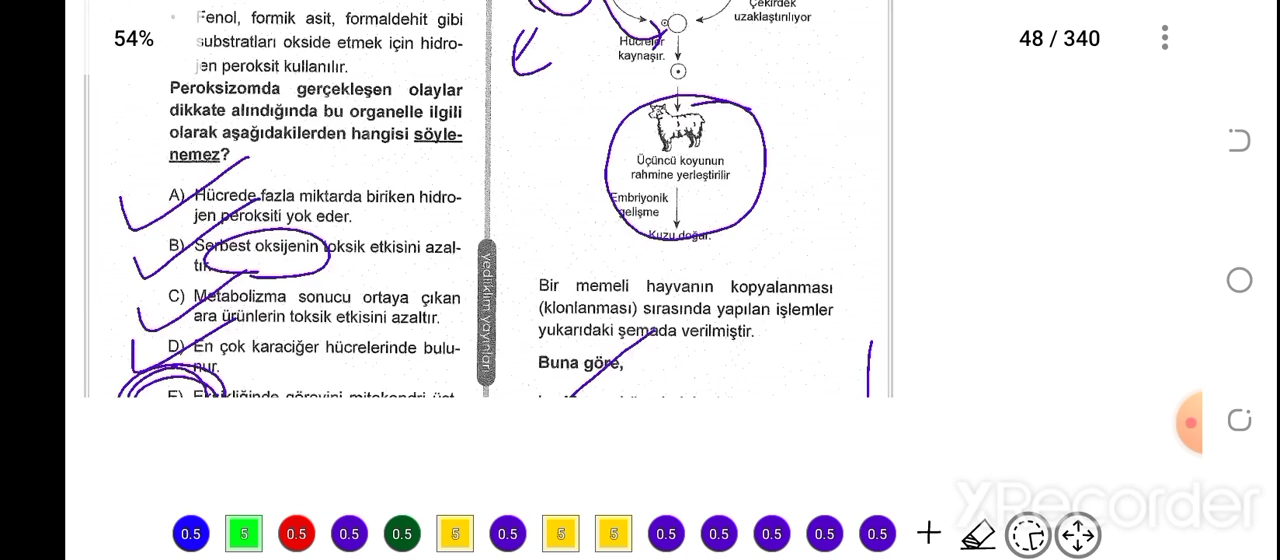 54%
Fenol, formik asit, formaldehit gibi
substratları okside etmek için hidro-
jen peroksit kullanılır.
Peroksizomda gerçekleşen olaylar
dikkate alındığında bu organelle ilgili
olarak aşağıdakilerden hangisi söyle-
nemez?
A) Hücrede fazla miktarda biriken hidro-
jen peroksiti yok eder.
B) Serbest oksijenin toksik etkisini azal-
tır.
C) Metabolizma sonucu ortaya çıkan
ara ürünlerin toksik etkisini azaltır.
D) En çok karaciğer hücrelerinde bulu-
nur.
E) Eksikliğinde görevini mitokondri üst-
yediiklim yayınları
Çekirdek
uzaklaştırılıyor
Hücreler
kaynaşır.
Üçüncü koyunun
rahmine yerleştirilir
Embriyonik
gelişme
Kuzu doğar.
Bir memeli hayvanın kopyalanması
(klonlanması) sırasında yapılan işlemler
yukarıdaki şemada verilmiştir.
Buna göre,
48 / 340
XRecorder
0.5 5 0.5 0.5 0.5 5 0.5 5 5 0.5 0.5 0.5 0.5 0.5